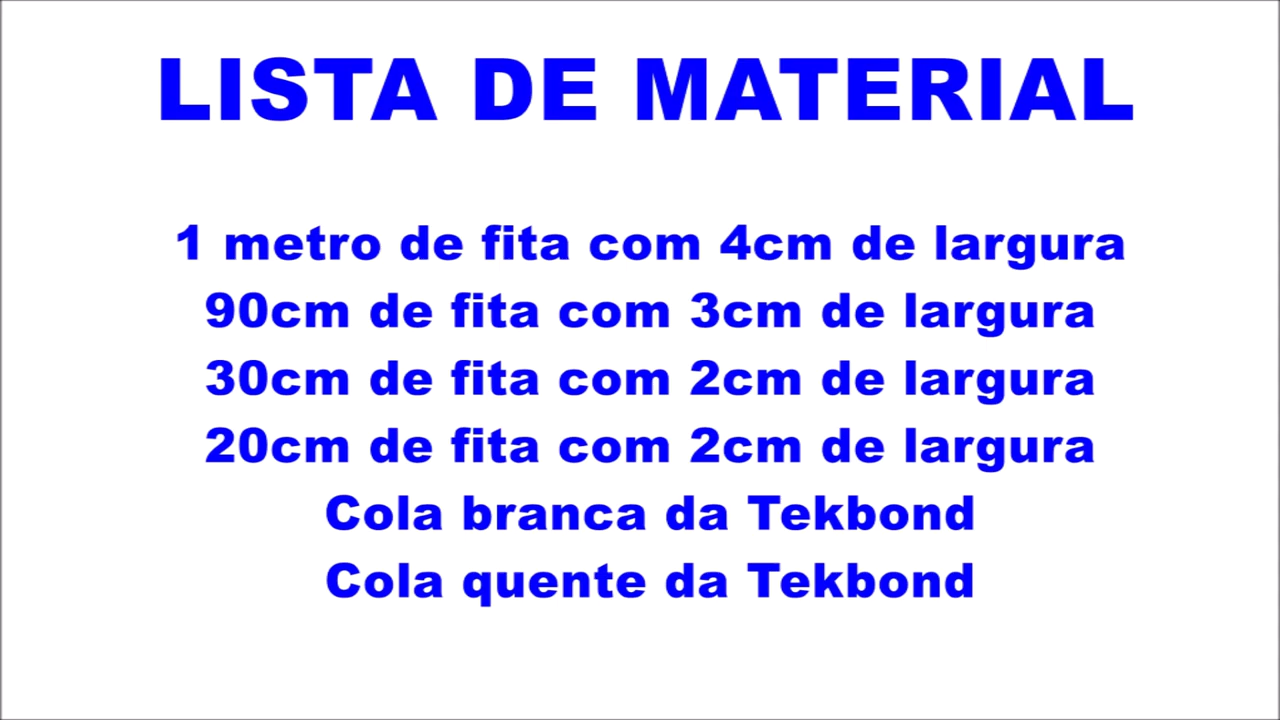 LISTA DE MATERIAL
1 metro de fita com 4cm de largura
90cm de fita com 3cm de largura
30cm de fita com 2cm de largura
20cm de fita com 2cm de largura
Cola branca da Tekbond
Cola quente da Tekbond